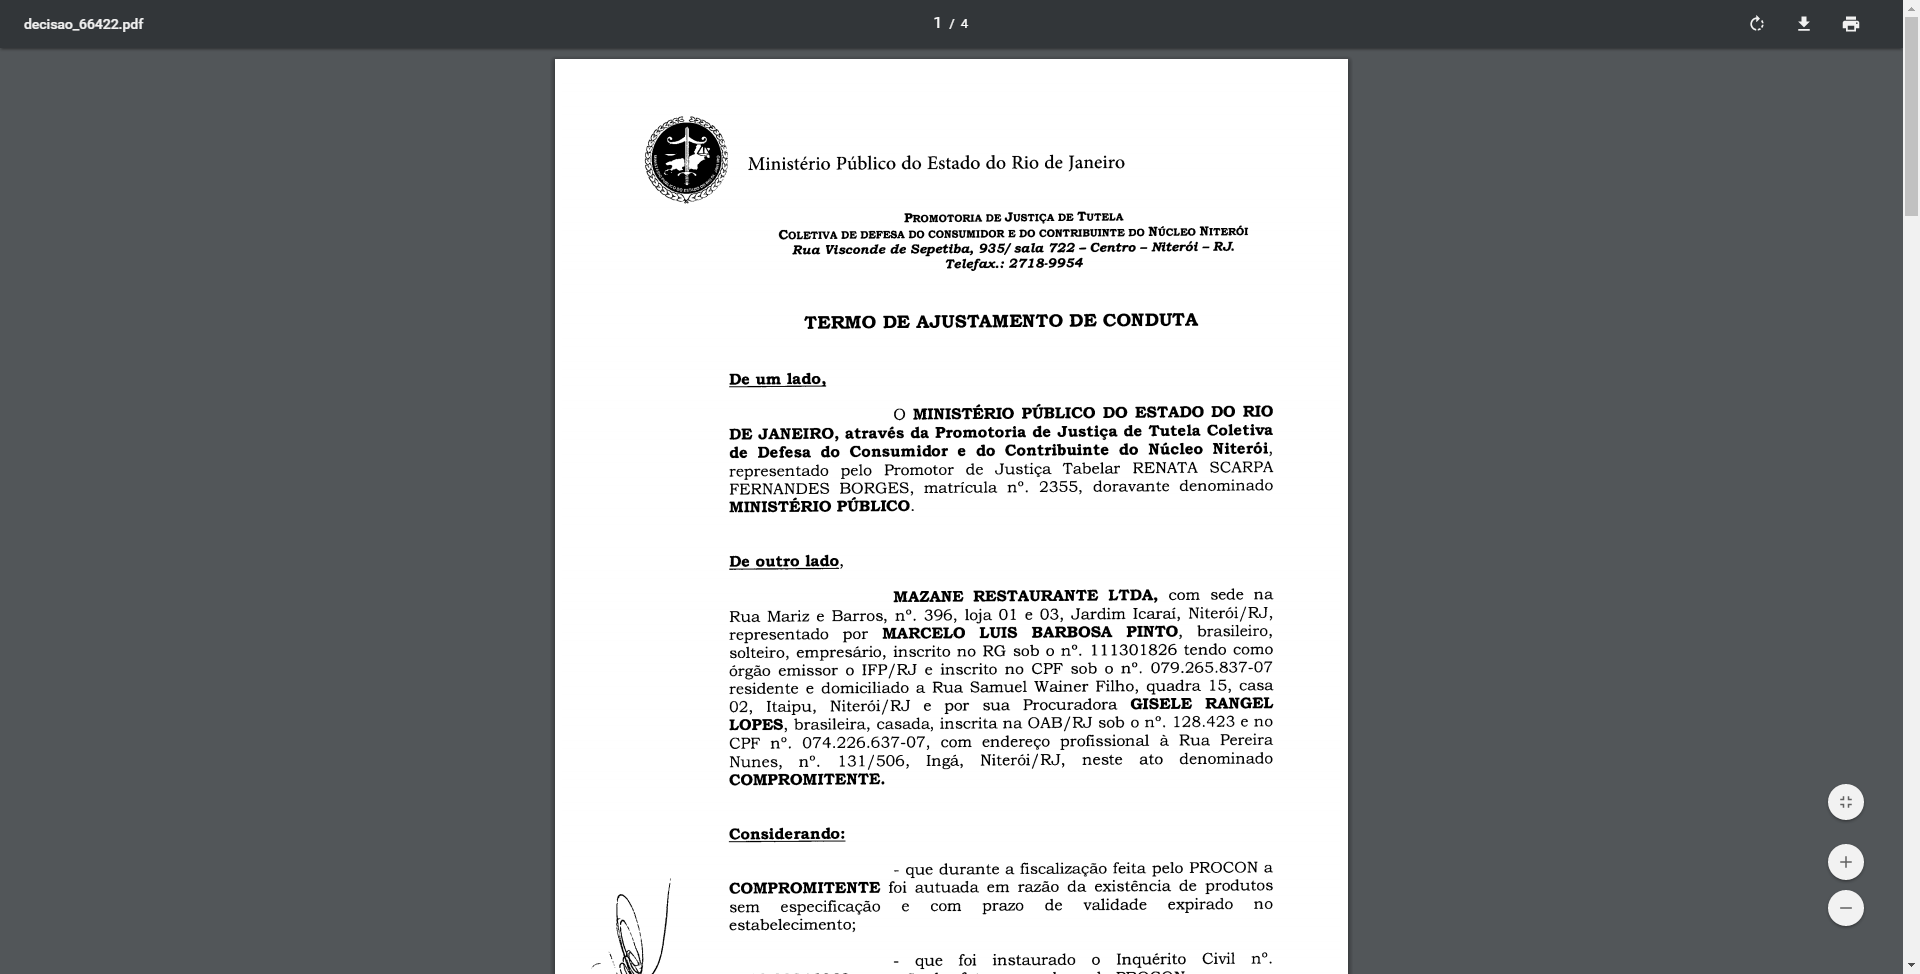 decisao_66422.pdf
1 / 4
Ministério Público do Estado do Rio de Janeiro
PROMOTORIA DE JUSTIÇA DE TUTELA
COLETIVA DE DEFESA DO CONSUMIDOR E DO CONTRIBUINTE DO NÚCLEO NITERÓI
Rua Visconde de Sepetiba, 935/ sala 722 – Centro – Niterói – RJ.
Telefax.: 2718-9954
TERMO DE AJUSTAMENTO DE CONDUTA
De um lado,
O MINISTÉRIO PÚBLICO DO ESTADO DO RIO
DE JANEIRO, através da Promotoria de Justiça de Tutela Coletiva
de Defesa do Consumidor e do Contribuinte do Núcleo Niterói,
representado pelo Promotor de Justiça Tabelar RENATA SCARPA
FERNANDES BORGES, matrícula nº. 2355, doravante denominado
MINISTÉRIO PÚBLICO.
De outro lado,
MAZANE RESTAURANTE LTDA, com sede na
Rua Mariz e Barros, nº. 396, loja 01 e 03, Jardim Icaraí, Niterói/RJ,
representado por MARCELO LUIS BARBOSA PINTO, brasileiro,
solteiro, empresário, inscrito no RG sob o nº. 111301826 tendo como
órgão emissor o IFP/RJ e inscrito no CPF sob o nº. 079.265.837-07
residente e domiciliado a Rua Samuel Wainer Filho, quadra 15, casa
02, Itaipu, Niterói/RJ e por sua Procuradora GISELE RANGEL
LOPES, brasileira, casada, inscrita na OAB/RJ sob o nº. 128.423 e no
CPF nº. 074.226.637-07, com endereço profissional à Rua Pereira
Nunes, nº. 131/506, Ingá, Niterói/RJ, neste ato denominado
COMPROMITENTE.
Considerando:
- que durante a fiscalização feita pelo PROCON a
COMPROMITENTE foi autuada em razão da existência de produtos
sem especificação e com prazo de validade expirado no
estabelecimento;
- que foi instaurado o Inquérito Civil nº.